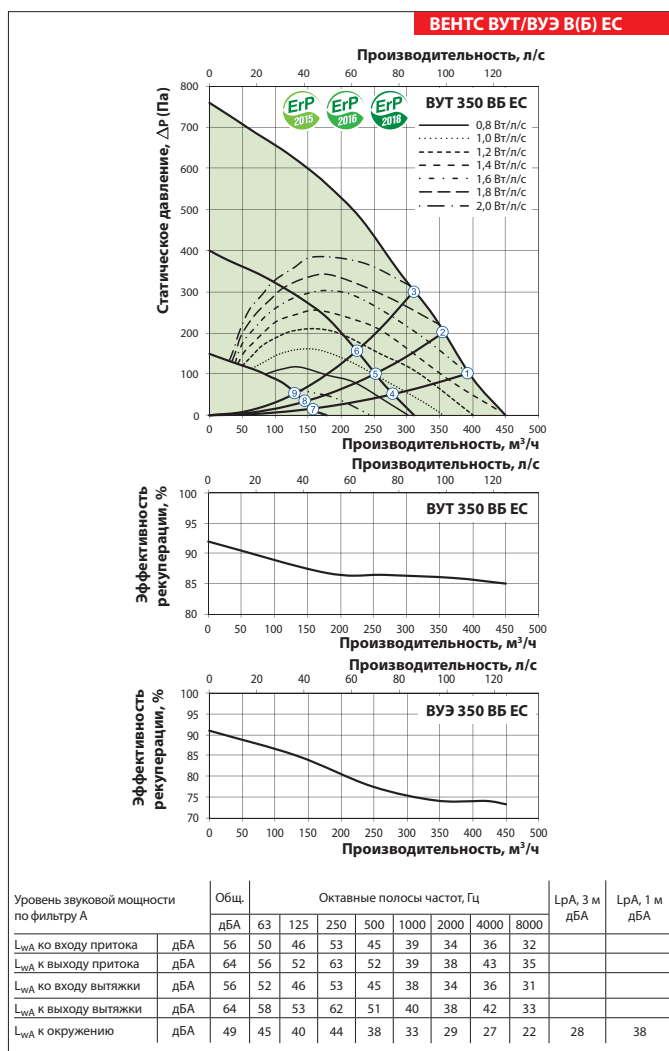 ВЕНТС ВУТ/ВУЭ В(Б) ЕС
Производительность, л/с
0 20 40 60 80 100 120
800
700
600
500
400
300
200
100
0
Статическое давление, △P (Па)
ErP 2015
ErP 2016
ErP 2018
ВУТ 350 ВБ ЕС
0,8 Вт/л/с
1,0 Вт/л/с
1,2 Вт/л/с
1,4 Вт/л/с
1,6 Вт/л/с
1,8 Вт/л/с
2,0 Вт/л/с
3
2
6
1
5
4
9
8
7
0 50 100 150 200 250 300 350 400 450 500
Производительность, м³/ч
Производительность, л/с
0 20 40 60 80 100 120
100
95
90
85
80
Эффективность
рекуперации, %
ВУТ 350 ВБ ЕС
0 50 100 150 200 250 300 350 400 450 500
Производительность, м³/ч
Производительность, л/с
0 20 40 60 80 100 120
100
95
90
85
80
75
70
Эффективность
рекуперации, %
ВУЭ 350 ВБ ЕС
0 50 100 150 200 250 300 350 400 450 500
Производительность, м³/ч
Уровень звуковой мощности
по фильтру А
Общ. Октавные полосы частот, Гц LpA, 3 м дБА LpA, 1 м дБА
дБА 63 125 250 500 1000 2000 4000 8000
LwA ко входу притока дБА 56 50 46 53 45 39 34 36 32
LwA к выходу притока дБА 64 56 52 63 52 39 38 43 35
LwA ко входу вытяжки дБА 56 52 46 53 45 38 34 36 31
LwA к выходу вытяжки дБА 64 58 53 62 51 40 38 42 33
LwA к окружению дБА 49 45 40 44 38 33 29 27 22 28 38